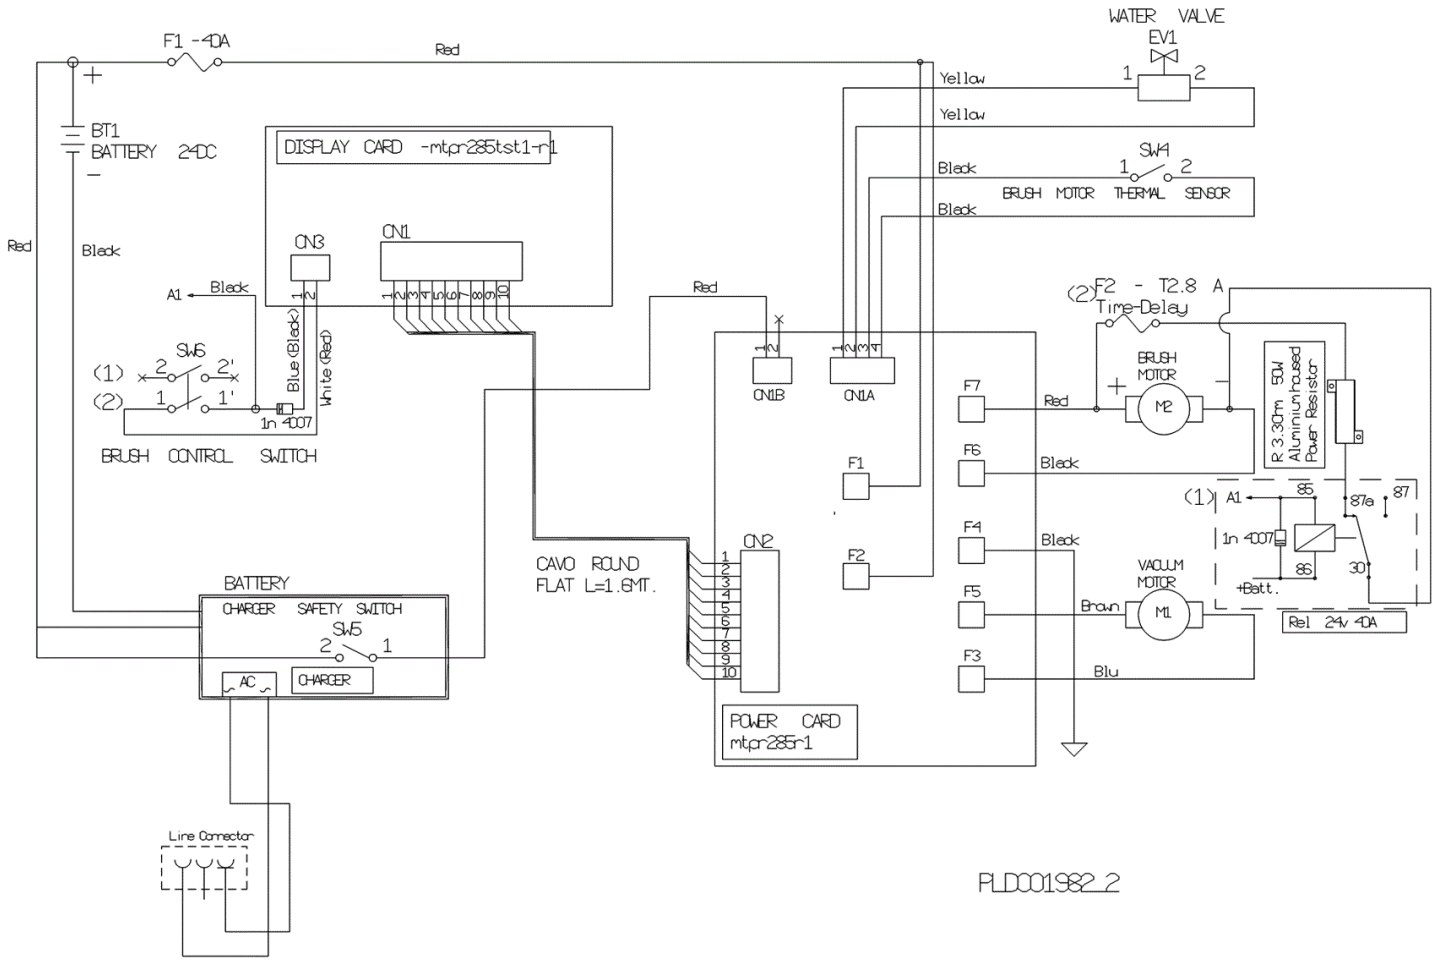 WATER VALVE
EV1
1 2
F1 -40A
Red
Yellow
+
BT1
BATTERY 24DC
-
Yellow
DISPLAY CARD -mtpr285tst1-r1
SW4
Black 1 2
BRUSH MOTOR THERMAL SENSOR
Black
Red
Black
CN3
CN1
1 2
1 2 3 4 5 6 7 8 9 10
A1 Black
Blue(Black)
White(Red)
Red
(2) F2 - T2.8 A
Time-Delay
SW6
(1) 2 2'
(2) 1 1'
1n 4007
BRUSH CONTROL SWITCH
1 2
1 2 3 4
CN1B
CN1A
F7
Red
BRUSH
MOTOR
+ -
M2
R 3.3Ohm 50W
Aluminiumhoused
Power Resistor
F6
Black
F1
(1) A1 85 87a 87
1n 4007
86 30
+Batt.
Rel 24v 40A
F4
Black
F2
CN2
1
2
3
4
5
6
7
8
9
10
CAVO ROUND
FLAT L=1.6MT.
VACUUM
MOTOR
F5
Brown
M1
F3
Blu
BATTERY
CHARGER SAFETY SWITCH
SW5
2 1
AC
CHARGER
POWER CARD
mtpr285r1
Line Connector
PLD001982_2